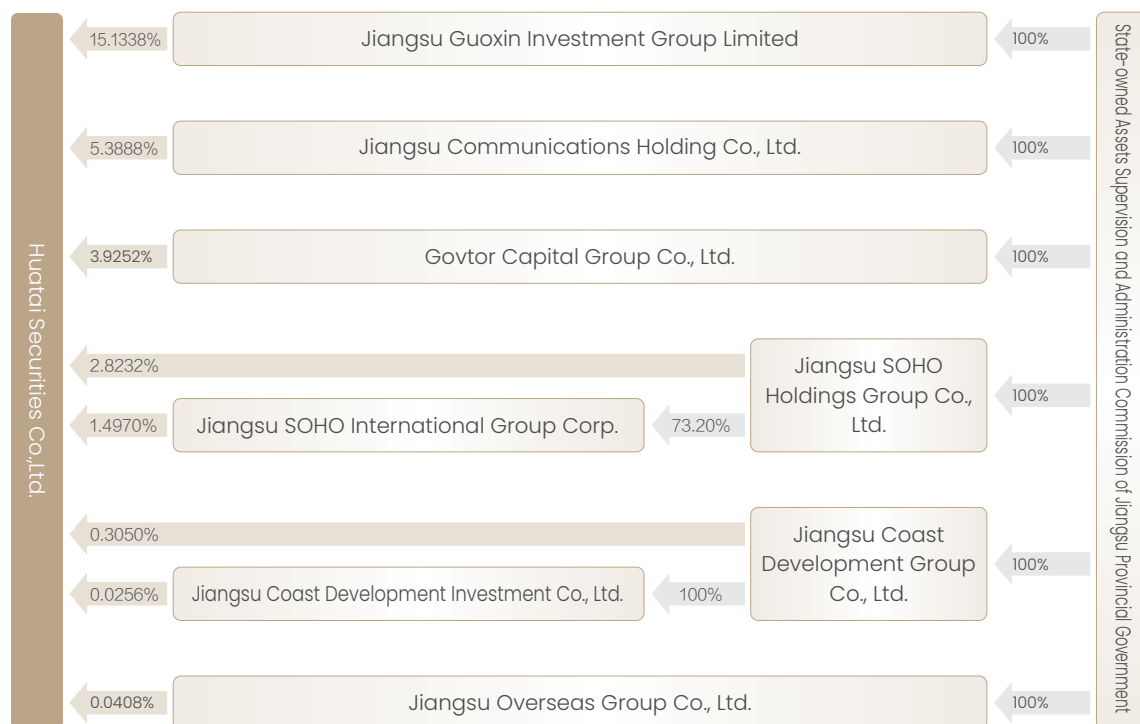 Huatai Securities Co.,Ltd.
15.1338%
Jiangsu Guoxin Investment Group Limited
100%
5.3888%
Jiangsu Communications Holding Co., Ltd.
100%
3.9252%
Govtor Capital Group Co., Ltd.
100%
2.8232%
Jiangsu SOHO
Holdings Group Co.,
Ltd.
100%
1.4970%
Jiangsu SOHO International Group Corp.
73.20%
0.3050%
Jiangsu Coast
Development Group
Co., Ltd.
100%
0.0256%
Jiangsu Coast Development Investment Co., Ltd.
100%
0.0408%
Jiangsu Overseas Group Co., Ltd.
100%
State-owned Assets Supervision and Administration Commission of Jiangsu Provincial Government